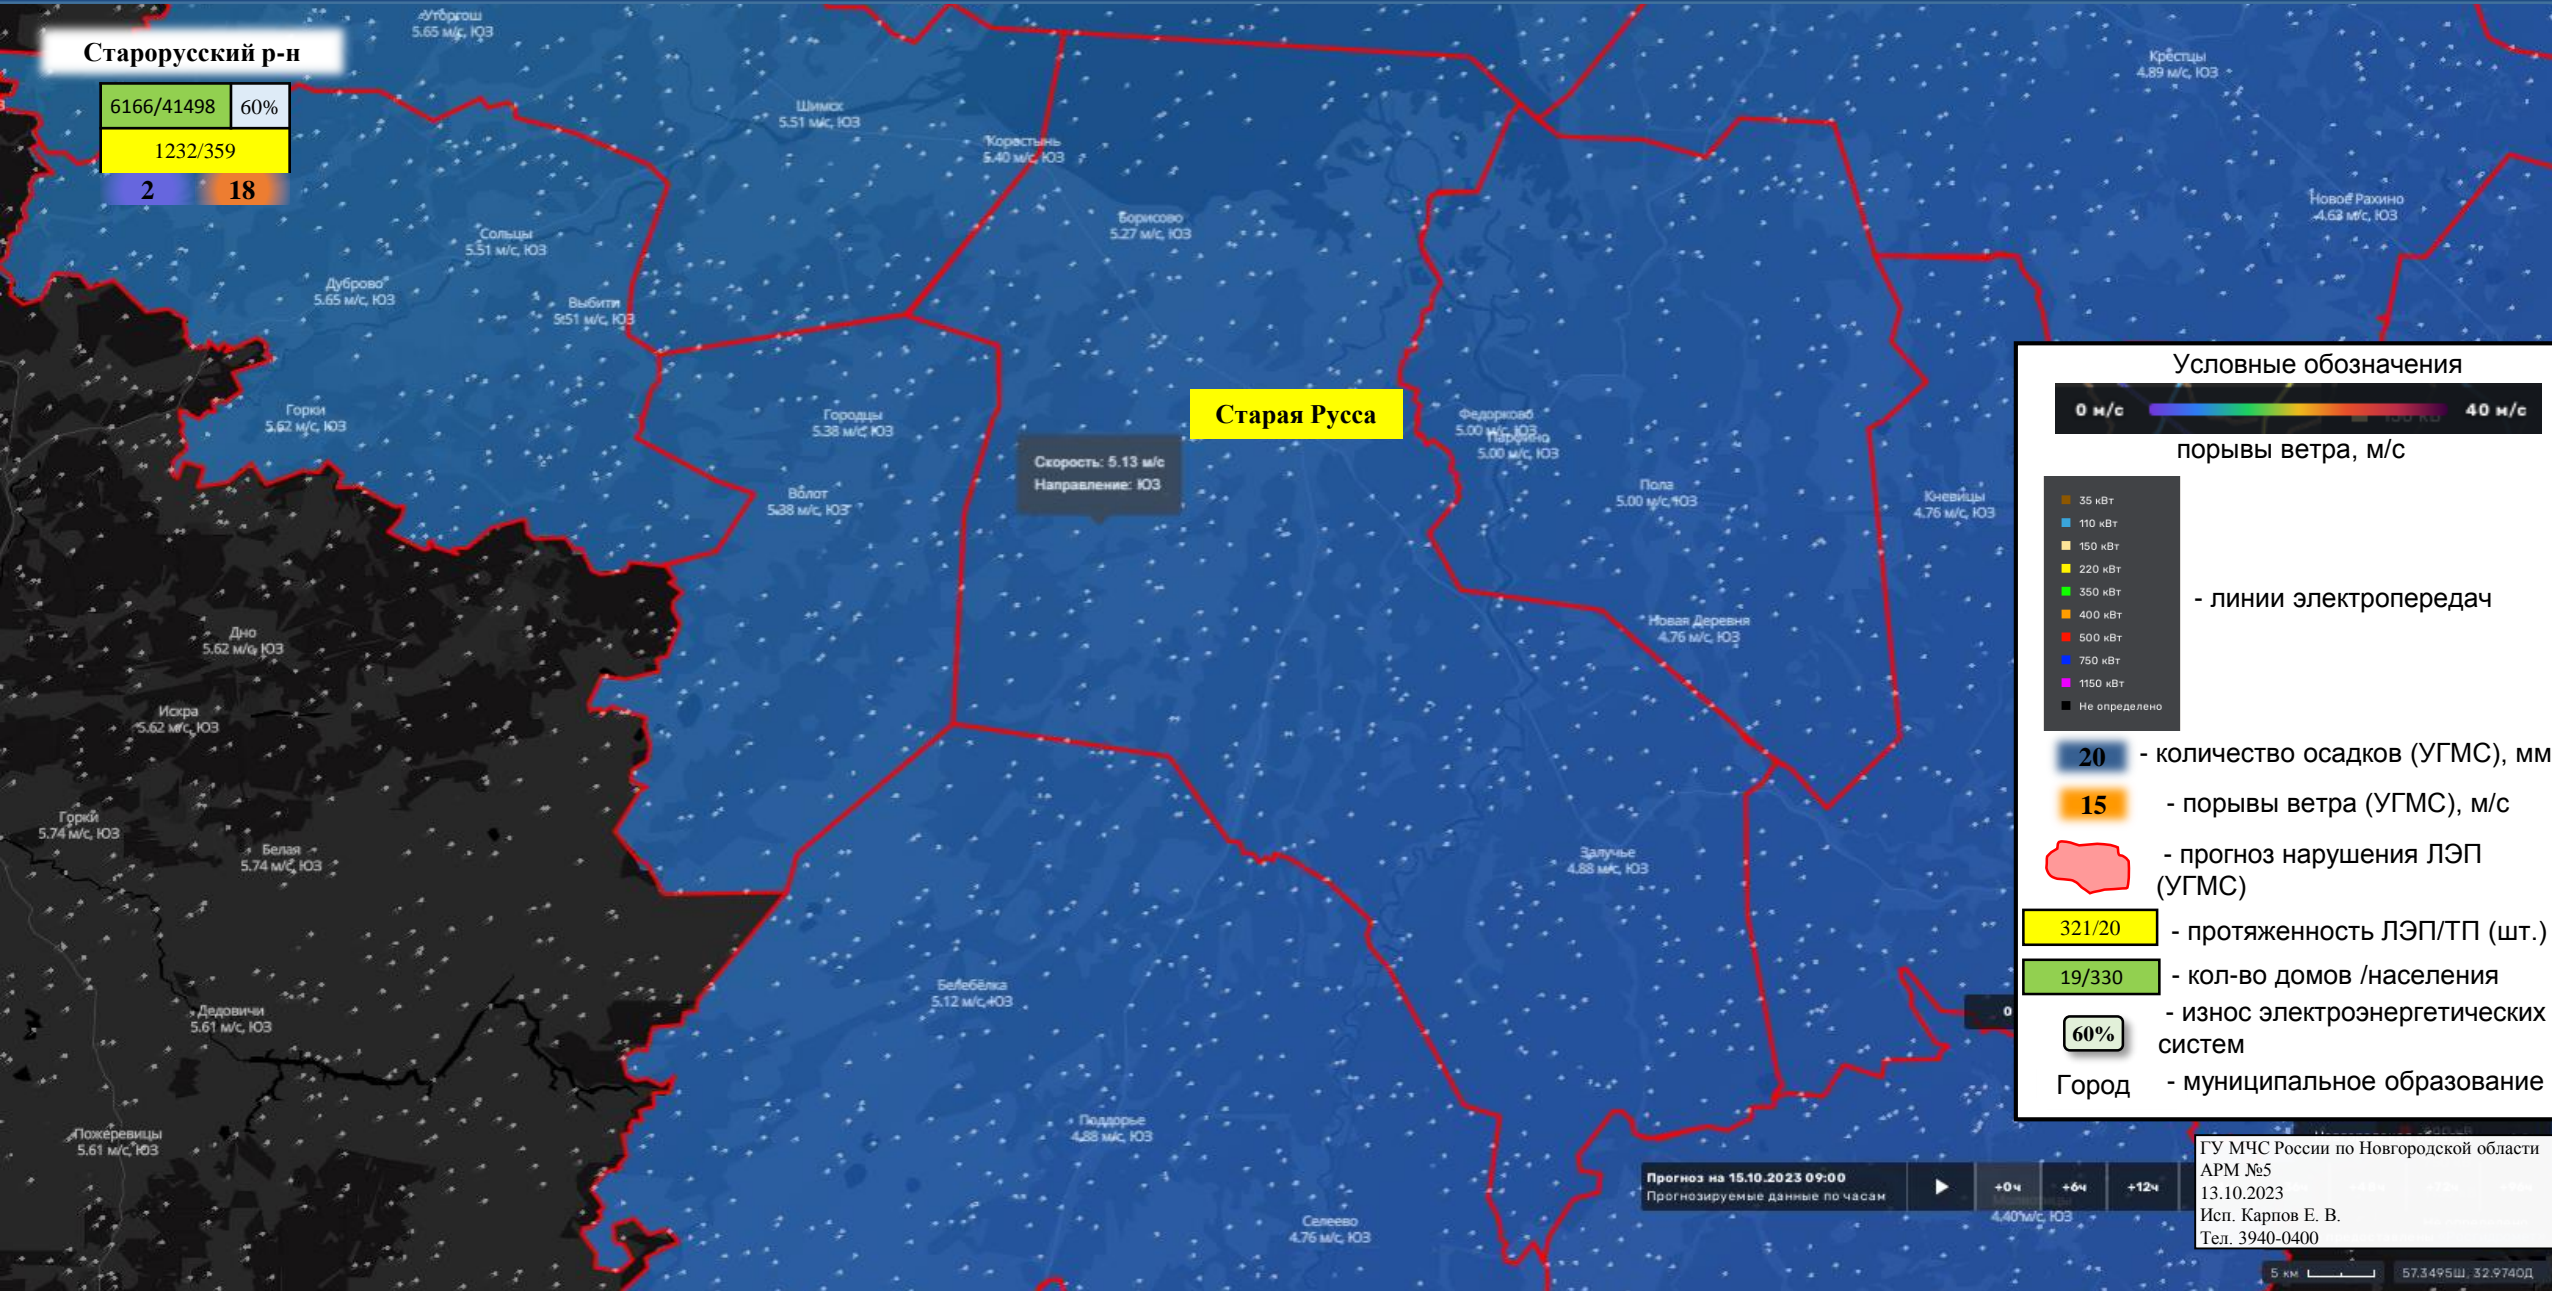 Старорусский р-н
6166/41498 60%
1232/359
2 18
Уторгош
5.65 м/с, ЮЗ
Крестцы
4.89 м/с, ЮЗ
Шимск
5.51 м/с, ЮЗ
Коростынь
5.40 м/с, ЮЗ
Новое Рахино
4.63 м/с, ЮЗ
Борисово
5.27 м/с, ЮЗ
Сольцы
5.51 м/с, ЮЗ
Дуброво
5.65 м/с, ЮЗ
Выбити
5.51 м/с, ЮЗ
Горки
5.62 м/с, ЮЗ
Городцы
5.38 м/с, ЮЗ
Старая Русса
Федорково
5.00 м/с, ЮЗ
Парфино
5.00 м/с, ЮЗ
Скорость: 5.13 м/с
Направление: ЮЗ
Волот
5.38 м/с, ЮЗ
Пола
5.00 м/с, ЮЗ
Кневицы
4.76 м/с, ЮЗ
Дно
5.62 м/с, ЮЗ
Новая Деревня
4.76 м/с, ЮЗ
Искра
5.62 м/с, ЮЗ
Горки
5.74 м/с, ЮЗ
Белая
5.74 м/с, ЮЗ
Залучье
4.88 м/с, ЮЗ
Белебёлка
5.12 м/с, ЮЗ
Дедовичи
5.61 м/с, ЮЗ
Поддорье
4.88 м/с, ЮЗ
Пожеревицы
5.61 м/с, ЮЗ
Селеево
4.76 м/с, ЮЗ
4.40 м/с, ЮЗ
Условные обозначения
0 м/с 40 м/с
порывы ветра, м/с
35 кВт
110 кВт
150 кВт
220 кВт
350 кВт
400 кВт
500 кВт
750 кВт
1150 кВт
Не определено
- линии электропередач
20 - количество осадков (УГМС), мм
15 - порывы ветра (УГМС), м/с
- прогноз нарушения ЛЭП
(УГМС)
321/20 - протяженность ЛЭП/ТП (шт.)
19/330 - кол-во домов /населения
60% - износ электроэнергетических
систем
Город - муниципальное образование
0
Прогноз на 15.10.2023 09:00
Прогнозируемые данные по часам
+0ч +6ч +12ч
ГУ МЧС России по Новгородской области
АРМ №5
13.10.2023
Исп. Карпов Е. В.
Тел. 3940-0400
5 км 57.3495Ш, 32.9740Д